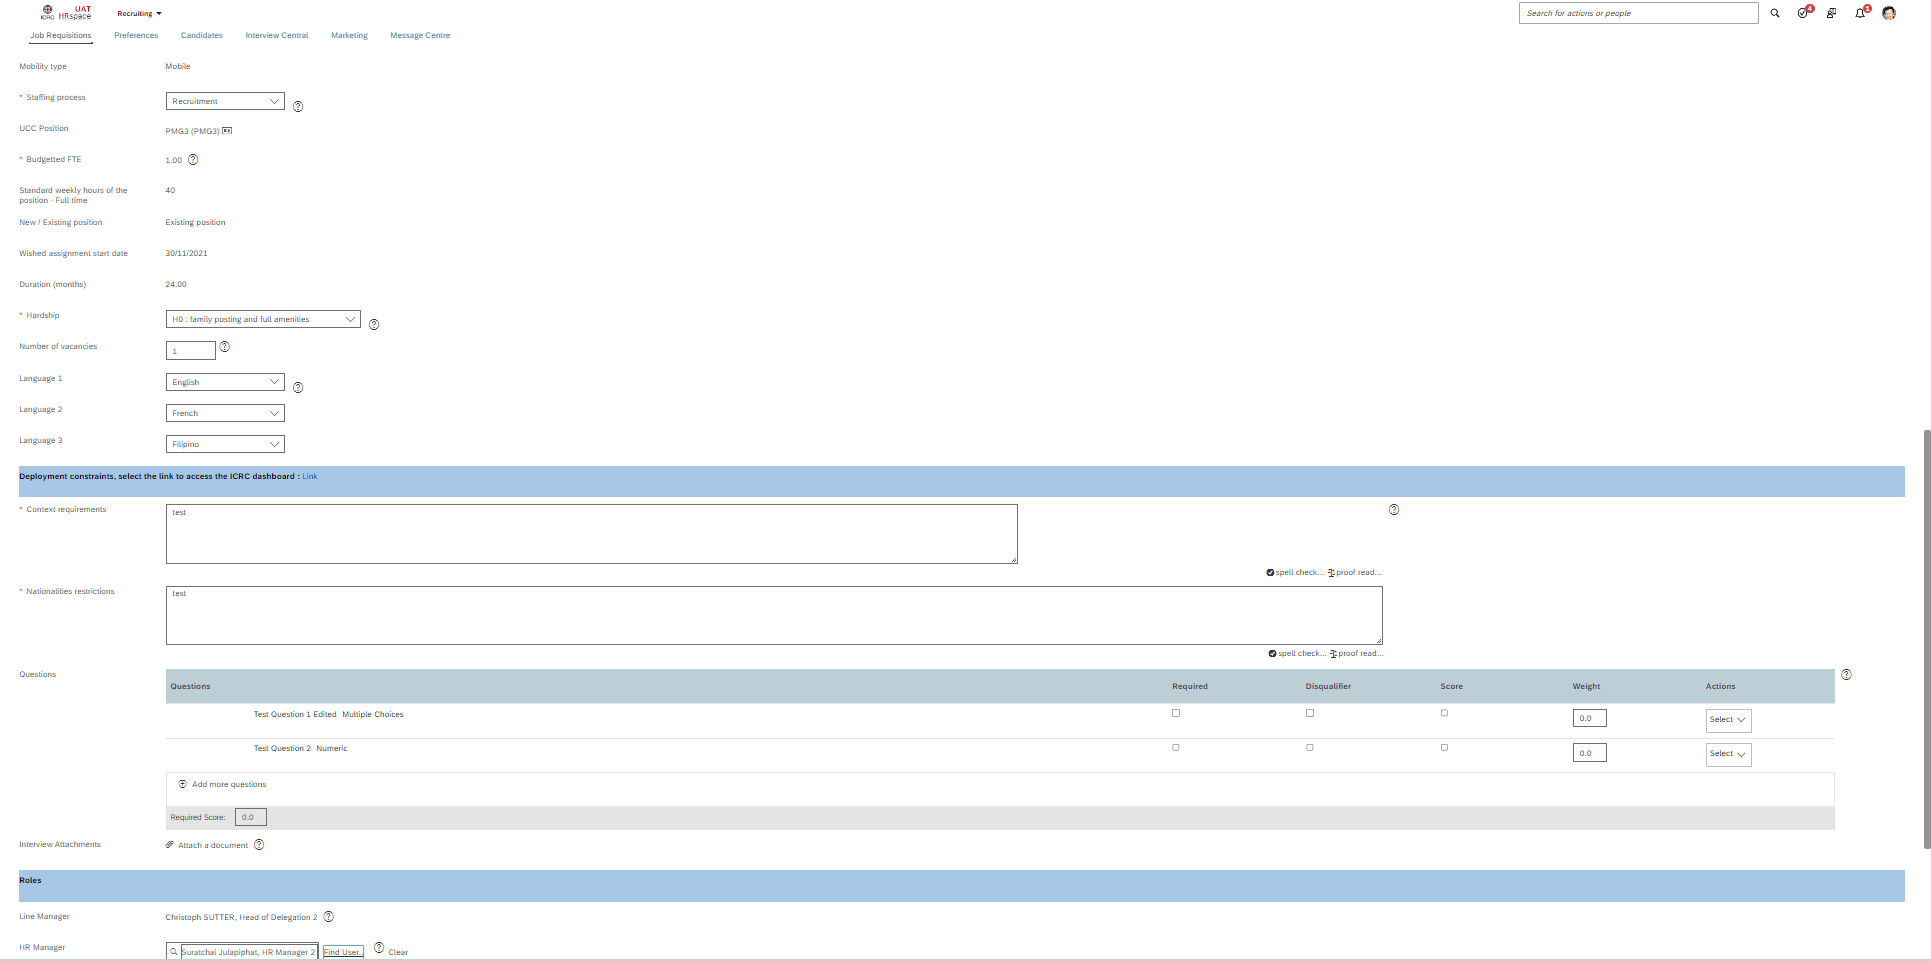 ICRC UAT HRspace
Recruiting
Search for actions or people
4
1
Job Requisitions Preferences Candidates Interview Central Marketing Message Centre
Mobility type Mobile
* Staffing process Recruitment
UCC Position PMG3 (PMG3)
* Budgetted FTE 1.00
Standard weekly hours of the position - Full time 40
New / Existing position Existing position
Wished assignment start date 30/11/2021
Duration (months) 24.00
* Hardship H0 : family posting and full amenities
Number of vacancies 1
Language 1 English
Language 2 French
Language 3 Filipino
Deployment constraints, select the link to access the ICRC dashboard : Link
* Context requirements test
spell check... proof read...
* Nationalities restrictions test
spell check... proof read...
Questions
Questions Required Disqualifier Score Weight Actions
Test Question 1 Edited Multiple Choices 0.0 Select
Test Question 2 Numeric 0.0 Select
Add more questions
Required Score: 0.0
Interview Attachments Attach a document
Roles
Line Manager Christoph SUTTER, Head of Delegation 2
HR Manager Suratchai Julapiphat, HR Manager 2 Find User... Clear